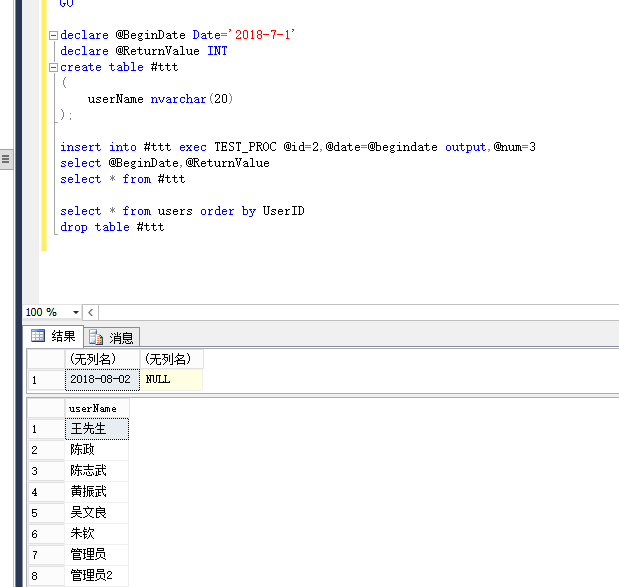 GO
declare @BeginDate Date='2018-7-1'
declare @ReturnValue INT
create table #ttt
(
userName nvarchar(20)
);
insert into #ttt exec TEST_PROC @id=2,@date=@begindate output,@num=3
select @BeginDate,@ReturnValue
select * from #ttt
select * from users order by UserID
drop table #ttt
100 %
结果 消息
(无列名) (无列名)
1 2018-08-02 NULL
userName
1 王先生
2 陈政
3 陈志武
4 黄振武
5 吴文良
6 朱钦
7 管理员
8 管理员2